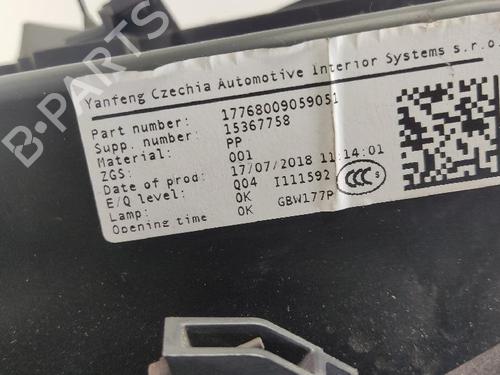 Yanfeng Czechia Automotive Interior Systems s.r.o.
Part number: 17768009059051
Supp. number: 15367758
Material: PP
ZGS: 001
Date of prod: 17/07/2018 11:14:01
E/Q level: Q04 I111592
Lamp: OK
Opening time OK GBW177P
CCC S
B-PARTS